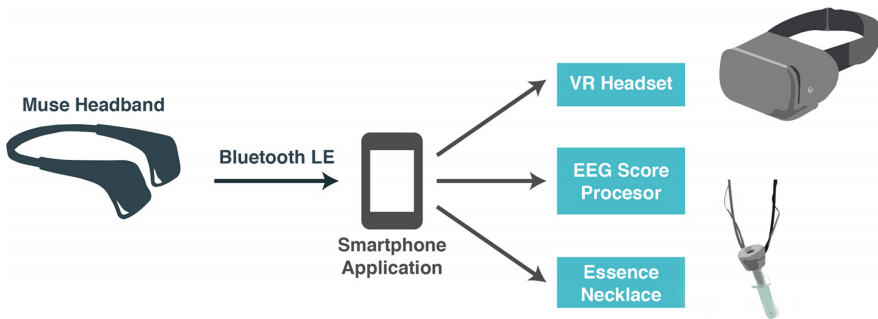 Muse Headband
Bluetooth LE
Smartphone
Application
VR Headset
EEG Score
Procesor
Essence
Necklace